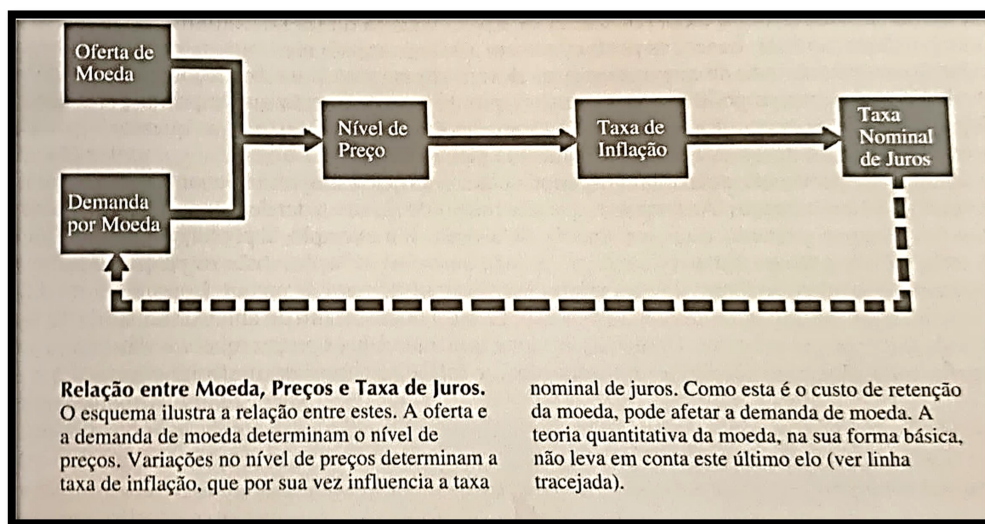 Oferta de
Moeda
Nível de
Preço
Taxa de
Inflação
Taxa
Nominal
de Juros
Demanda
por Moeda
Relação entre Moeda, Preços e Taxa de Juros.
O esquema ilustra a relação entre estes. A oferta e
a demanda de moeda determinam o nível de
preços. Variações no nível de preços determinam a
taxa de inflação, que por sua vez influencia a taxa
nominal de juros. Como esta é o custo de retenção
da moeda, pode afetar a demanda de moeda. A
teoria quantitativa da moeda, na sua forma básica,
não leva em conta este último elo (ver linha
tracejada).